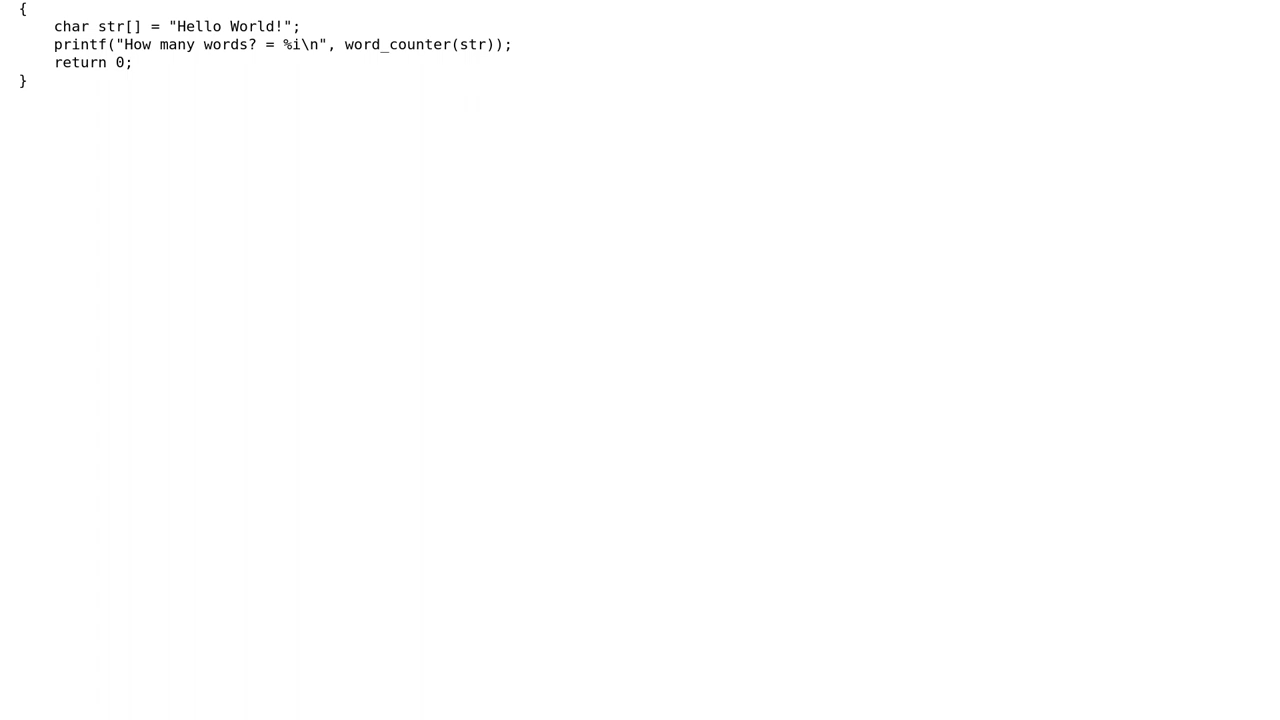 {
    char str[] = "Hello World!";
    printf("How many words? = %i\n", word_counter(str));
    return 0;
}